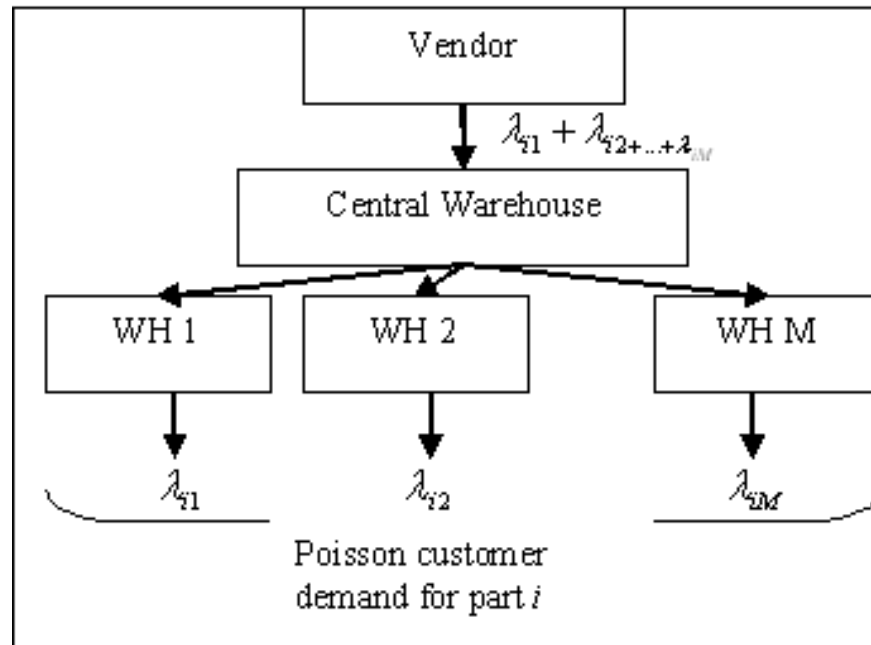 Vendor
λi1 + λi2+...+λiM
Central Warehouse
WH 1 WH 2 WH M
λi1 λi2 λiM
Poisson customer
demand for part i